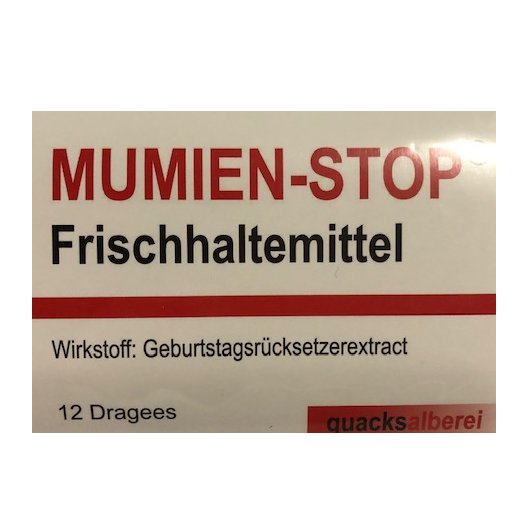 MUMIEN-STOP
Frischhaltemittel
Wirkstoff: Geburtstagsrücksetzerextract
12 Dragees
quacksalberei